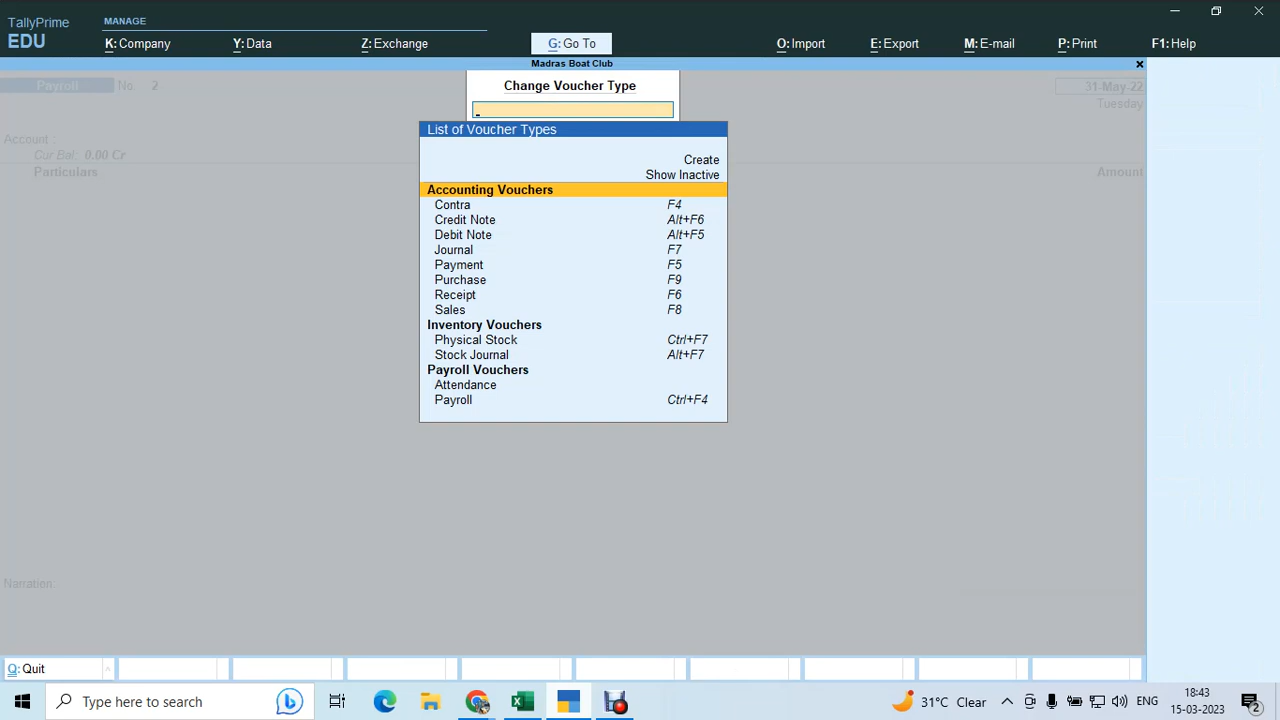 TallyPrime
EDU
MANAGE
K: Company
Y: Data
Z: Exchange
G: Go To
O: Import
E: Export
M: E-mail
P: Print
F1: Help
Madras Boat Club
×
Payroll No. 2
31-May-22
Tuesday
Account :
Cur Bal: 0.00 Cr
Particulars
Amount
Change Voucher Type
List of Voucher Types
Create
Show Inactive
Accounting Vouchers
Contra F4
Credit Note Alt+F6
Debit Note Alt+F5
Journal F7
Payment F5
Purchase F9
Receipt F6
Sales F8
Inventory Vouchers
Physical Stock Ctrl+F7
Stock Journal Alt+F7
Payroll Vouchers
Attendance
Payroll Ctrl+F4
Narration:
Q: Quit
Type here to search
31°C Clear
ENG
18:43
15-03-2023
2